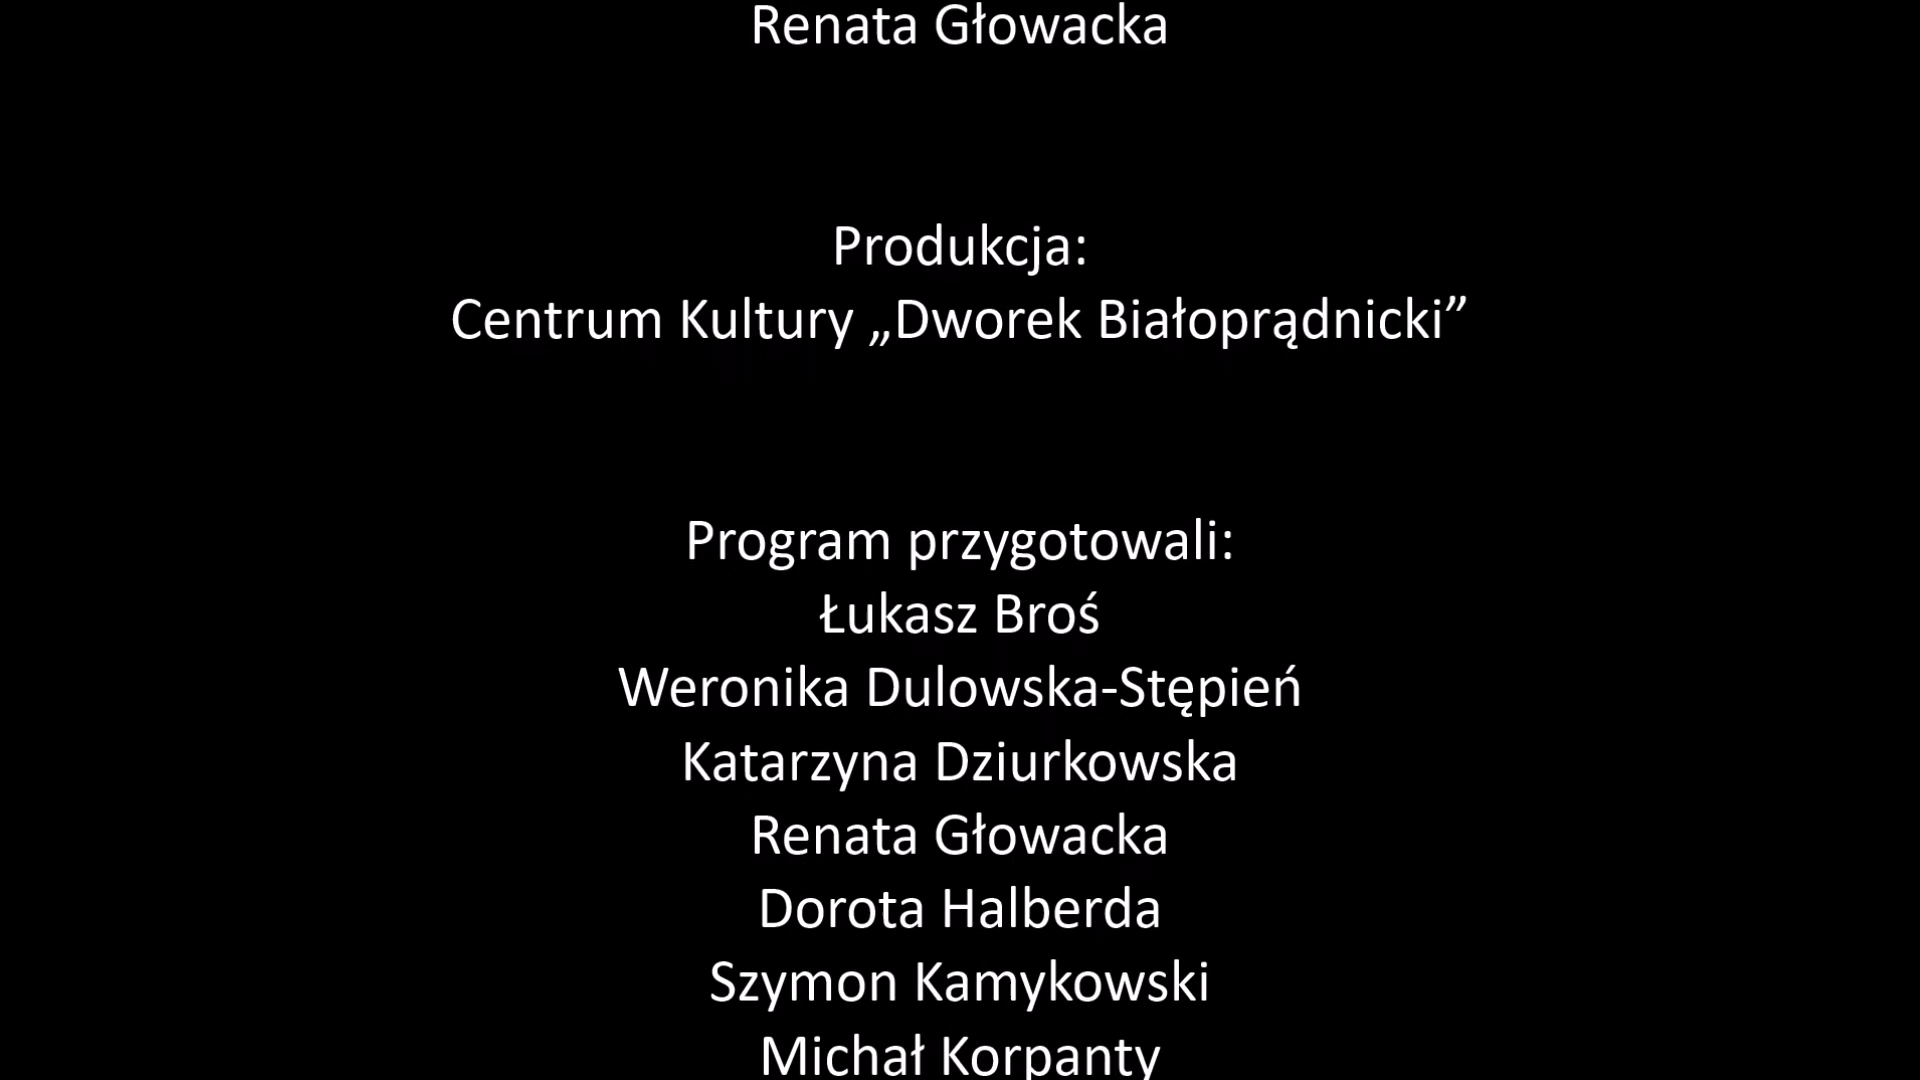 Renata Głowacka
Produkcja:
Centrum Kultury „Dworek Białoprądnicki”
Program przygotowali:
Łukasz Broś
Weronika Dulowska-Stępień
Katarzyna Dziurkowska
Renata Głowacka
Dorota Halberda
Szymon Kamykowski
Michał Korpanty